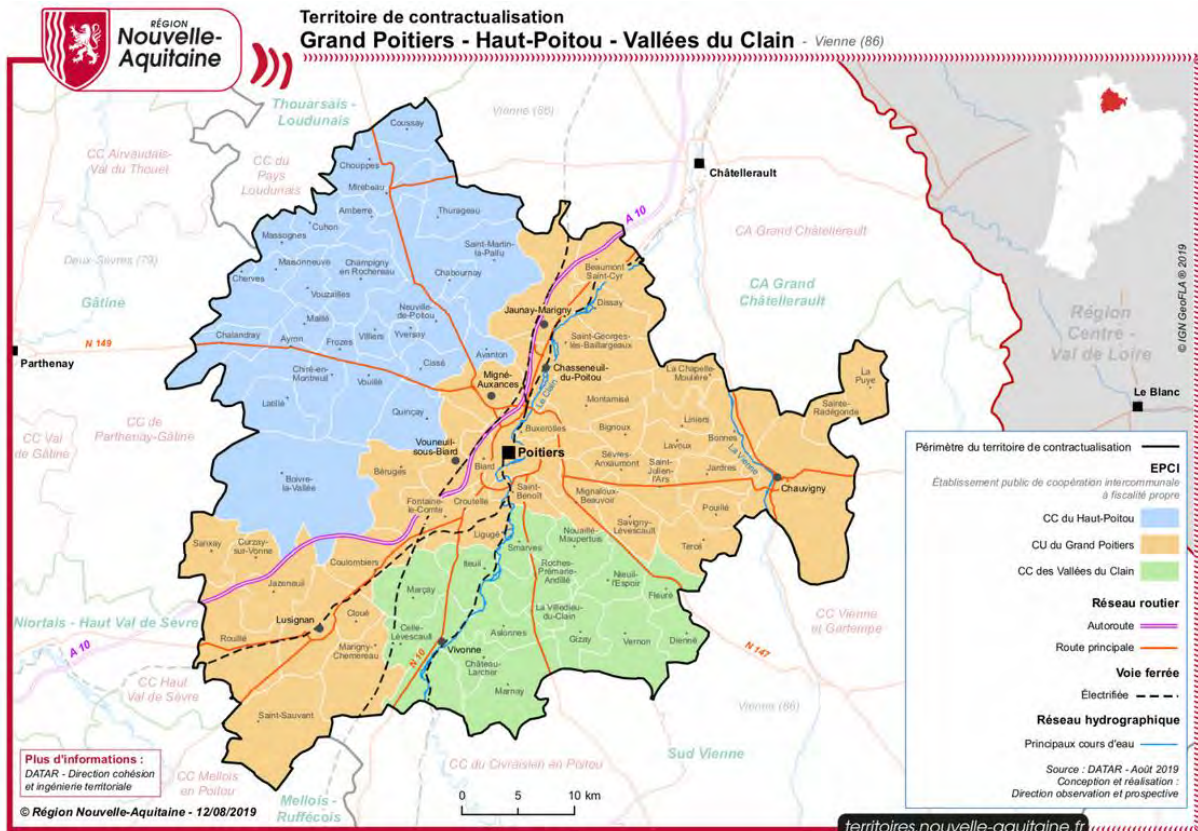 RÉGION
Nouvelle-
Aquitaine
Territoire de contractualisation
Grand Poitiers - Haut-Poitou - Vallées du Clain - Vienne (86)
Thouarsais -
Loudunais
Vienne (86)
CC Airvaudais-
Val du Thouet
CC du
Pays
Loudunais
Coussay
Chouppes
Mirebeau
Amberre
Thurageau
Cuhon
Massognes
Saint-Martin-
la-Pallu
Maisonneuve
Champigny
en Rochereau
Chabournay
Cherves
Vouzailles
Neuville-
de-Poitou
Maillé
Yversay
Villiers
Chalandray
Ayron
Frozes
Cissé
Avanton
Chiré-en-
Montreuil
Vouillé
Latillé
Quinçay
Boivre-
la-Vallée
Deux-Sèvres (79)
Gâtine
N 149
Parthenay
CC Val
de Gâtine
CC de
Parthenay-Gâtine
A 10
Châtellerault
CA Grand Châtellerault
CA Grand
Châtellerault
Beaumont
Saint-Cyr
Dissay
Jaunay-Marigny
Saint-Georges-
lès-Baillargeaux
Chasseneuil-
du-Poitou
Le Clain
Migné-
Auxances
La Chapelle-
Moulière
La
Puye
Sainte-
Radégonde
Montamisé
Liniers
Bonnes
Buxerolles
Bignoux
Lavoux
La Vienne
Vouneuil-
sous-Biard
Poitiers
Sèvres-
Anxaumont
Saint-
Julien-
l'Ars
Jardres
Chauvigny
Béruges
Biard
Saint-
Benoît
Mignaloux-
Beauvoir
Pouillé
Fontaine-
le-Comte
Croutelle
Savigny-
Lévescault
Tercé
Ligugé
Nouaillé-
Maupertuis
Smarves
Sanxay
Curzay-
sur-Vonne
Coulombiers
Iteuil
Roches-
Prémarie-
Andillé
Nieuil-
l'Espoir
Fleuré
Jazeneuil
Marçay
La Villedieu-
du-Clain
Cloué
Lusignan
Rouillé
Celle-
Lévescault
Aslonnes
Gizay
Vernon
Dienné
Marigny-
Chemereau
N 10
Vivonne
Château-
Larcher
Marnay
Saint-Sauvant
Niortais - Haut Val de Sèvre
A 10
CC Haut
Val de Sèvre
CC Mellois
en Poitou
Mellois -
Ruffécois
CC du Civraisien en Poitou
Sud Vienne
Vienne (86)
N 147
CC Vienne
et Gartempe
Région
Centre -
Val de Loire
Le Blanc
© IGN GeoFLA ® 2019
Périmètre du territoire de contractualisation
EPCI
Établissement public de coopération intercommunale
à fiscalité propre
CC du Haut-Poitou
CU du Grand Poitiers
CC des Vallées du Clain
Réseau routier
Autoroute
Route principale
Voie ferrée
Électrifiée
Réseau hydrographique
Principaux cours d'eau
Source : DATAR - Août 2019
Conception et réalisation :
Direction observation et prospective
Plus d'informations :
DATAR - Direction cohésion
et ingénierie territoriale
© Région Nouvelle-Aquitaine - 12/08/2019
0 5 10 km
territoires.nouvelle-aquitaine.fr